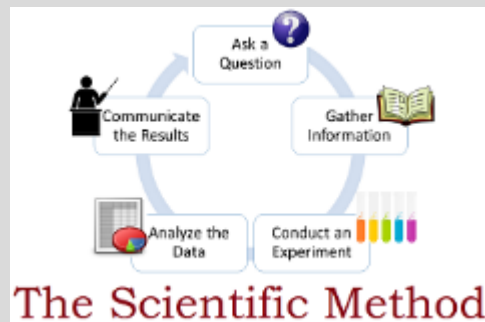 Ask a
Question
Gather
Information
Conduct an
Experiment
Analyze the
Data
Communicate
the Results
The Scientific Method